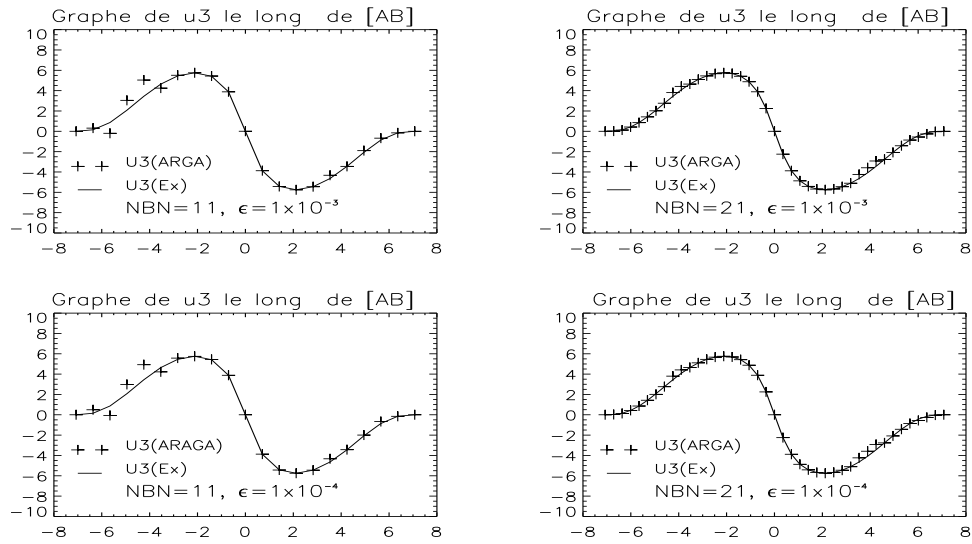 Graphe de u3 le long de [AB]
10
8
6
4
2
0
−2
−4
−6
−8
−10
U3(ARGA)
U3(Ex)
NBN=11, ϵ=1×10⁻³
−8 −6 −4 −2 0 2 4 6 8
Graphe de u3 le long de [AB]
10
8
6
4
2
0
−2
−4
−6
−8
−10
U3(ARGA)
U3(Ex)
NBN=21, ϵ=1×10⁻³
−8 −6 −4 −2 0 2 4 6 8
Graphe de u3 le long de [AB]
10
8
6
4
2
0
−2
−4
−6
−8
−10
U3(ARAGA)
U3(Ex)
NBN=11, ϵ=1×10⁻⁴
−8 −6 −4 −2 0 2 4 6 8
Graphe de u3 le long de [AB]
10
8
6
4
2
0
−2
−4
−6
−8
−10
U3(ARGA)
U3(Ex)
NBN=21, ϵ=1×10⁻⁴
−8 −6 −4 −2 0 2 4 6 8